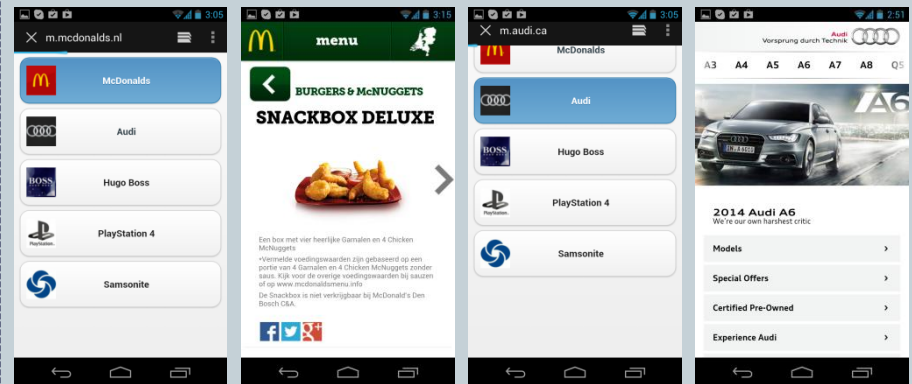 3:05
m.mcdonalds.nl
McDonalds
Audi
BOSS
Hugo Boss
PlayStation 4
Samsonite
3:15
menu
BURGERS & McNUGGETS
SNACKBOX DELUXE
Een box met vier heerlijke Garnalen en 4 Chicken
McNuggets
•Vermelde voedingswaarden zijn gebaseerd op een
portie van 4 Garnalen en 4 Chicken McNuggets zonder
saus. Kijk voor de overige voedingswaarden bij sauzen
of op www.mcdonaldsmenu.info
De Snackbox is niet verkrijgbaar bij McDonald's Den
Bosch C&A.
3:05
m.audi.ca
McDonalds
Audi
BOSS
Hugo Boss
PlayStation 4
Samsonite
2:51
Audi
Vorsprung durch Technik
A3 A4 A5 A6 A7 A8 Q5
A6
2014 Audi A6
We're our own harshest critic
Models
Special Offers
Certified Pre-Owned
Experience Audi